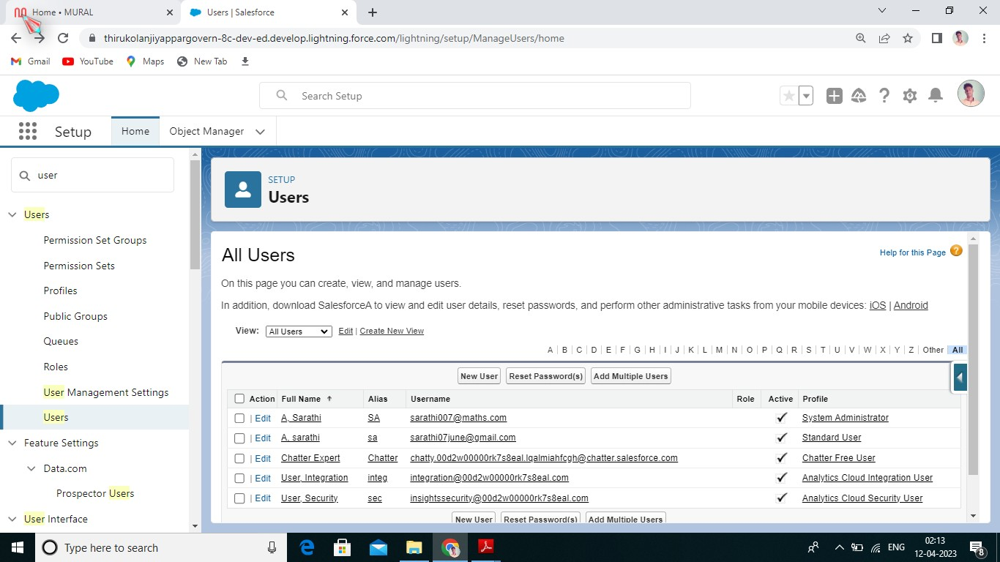 Home • MURAL
Users | Salesforce
thirukolanjiyappargovern-8c-dev-ed.develop.lightning.force.com/lightning/setup/ManageUsers/home
Gmail YouTube Maps New Tab
Search Setup
Setup Home Object Manager
user
Users
Permission Set Groups
Permission Sets
Profiles
Public Groups
Queues
Roles
User Management Settings
Users
Feature Settings
Data.com
Prospector Users
User Interface
SETUP
Users
All Users
Help for this Page ?
On this page you can create, view, and manage users.
In addition, download SalesforceA to view and edit user details, reset passwords, and perform other administrative tasks from your mobile devices: iOS | Android
View: All Users Edit | Create New View
A | B | C | D | E | F | G | H | I | J | K | L | M | N | O | P | Q | R | S | T | U | V | W | X | Y | Z | Other All
New User Reset Password(s) Add Multiple Users
Action Full Name ↑ Alias Username Role Active Profile
| Edit A, Sarathi SA sarathi007@maths.com ✓ System Administrator
| Edit A, sarathi sa sarathi07june@gmail.com ✓ Standard User
| Edit Chatter Expert Chatter chatty.00d2w00000rk7s8eal.lqalmiahfcgh@chatter.salesforce.com ✓ Chatter Free User
| Edit User, Integration integ integration@00d2w00000rk7s8eal.com ✓ Analytics Cloud Integration User
| Edit User, Security sec insightssecurity@00d2w00000rk7s8eal.com ✓ Analytics Cloud Security User
New User Reset Password(s) Add Multiple Users
Type here to search
ENG
02:13
12-04-2023
8